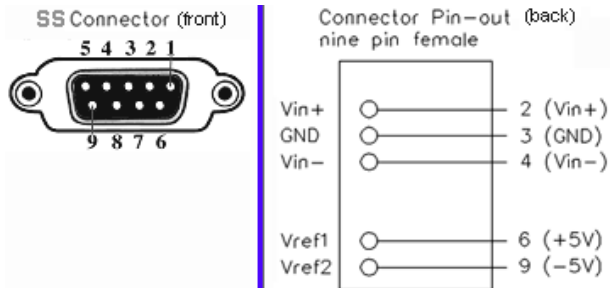 SS Connector (front)
5 4 3 2 1
9 8 7 6
Connector Pin-out (back)
nine pin female
Vin+ 2 (Vin+)
GND 3 (GND)
Vin- 4 (Vin-)
Vref1 6 (+5V)
Vref2 9 (-5V)